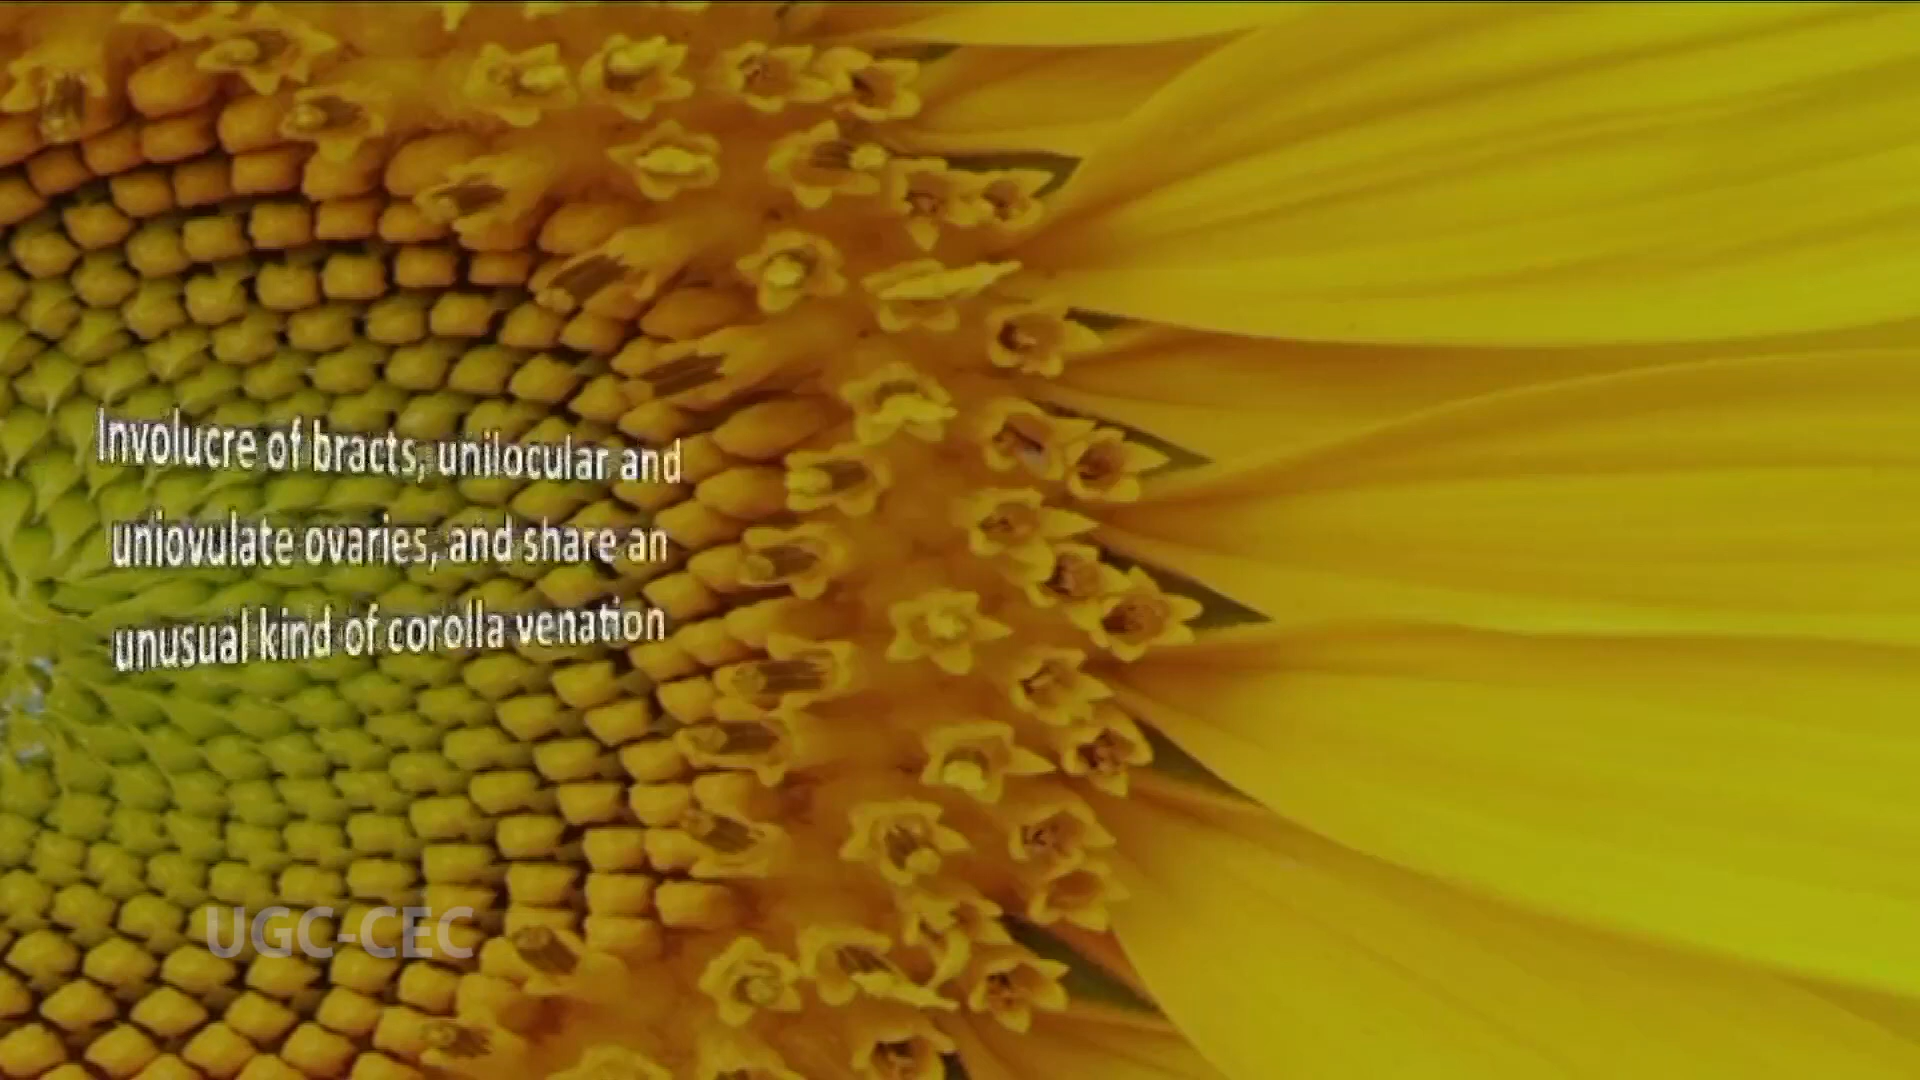 Involucre of bracts, unilocular and
uniovulate ovaries, and share an
unusual kind of corolla venation
UGC-CEC